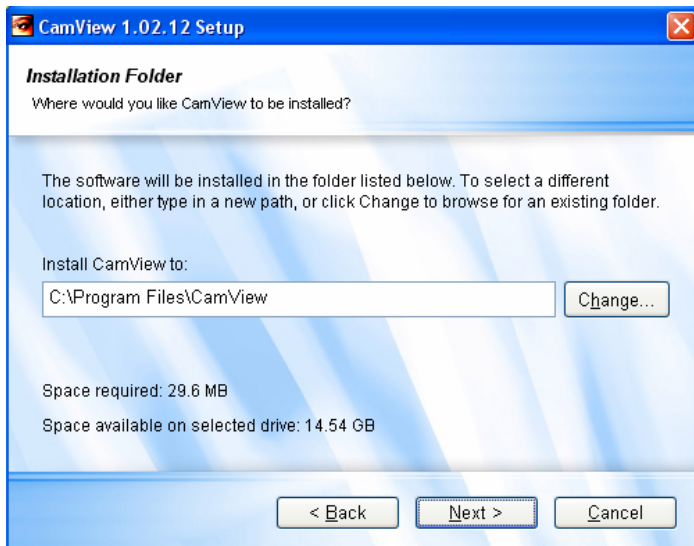 CamView 1.02.12 Setup
Installation Folder
Where would you like CamView to be installed?
The software will be installed in the folder listed below. To select a different
location, either type in a new path, or click Change to browse for an existing folder.
Install CamView to:
C:\Program Files\CamView
Change...
Space required: 29.6 MB
Space available on selected drive: 14.54 GB
< Back
Next >
Cancel